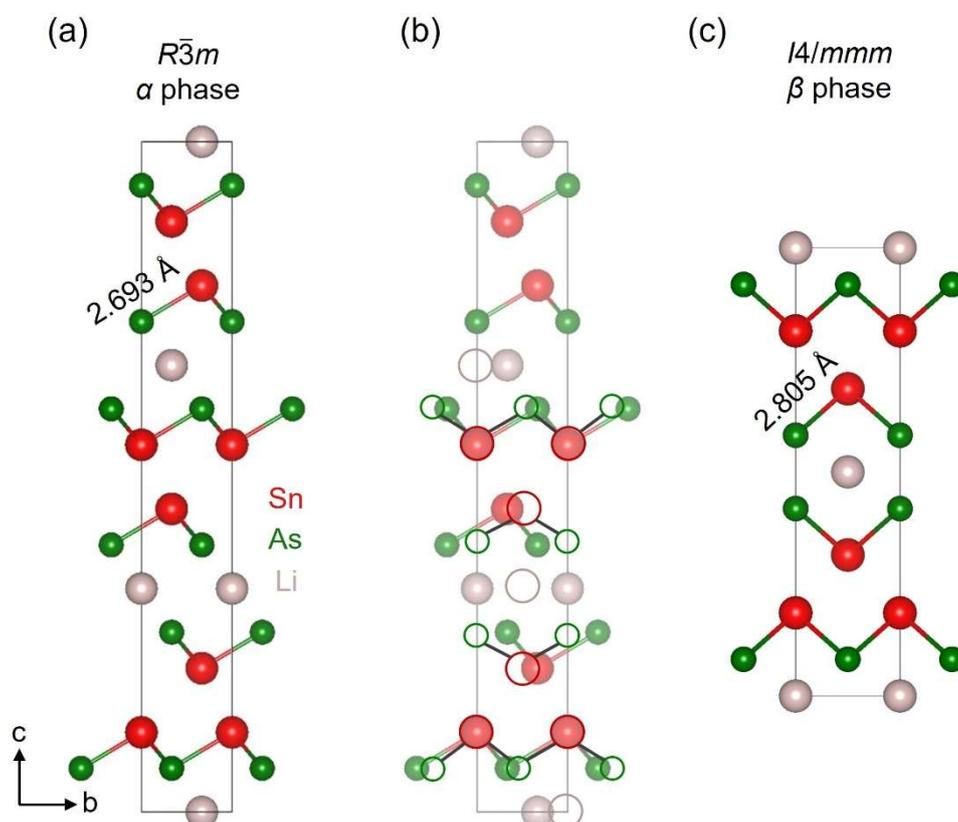 (a)
R3̅m
α phase
(b)
(c)
I4/mmm
β phase
2.693 Å
2.805 Å
Sn
As
Li
c
b